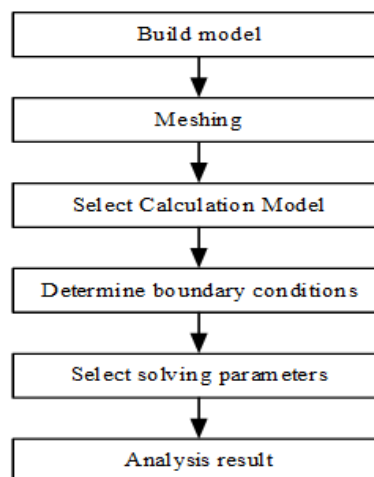 Build model
Meshing
Select Calculation Model
Determine boundary conditions
Select solving parameters
Analysis result